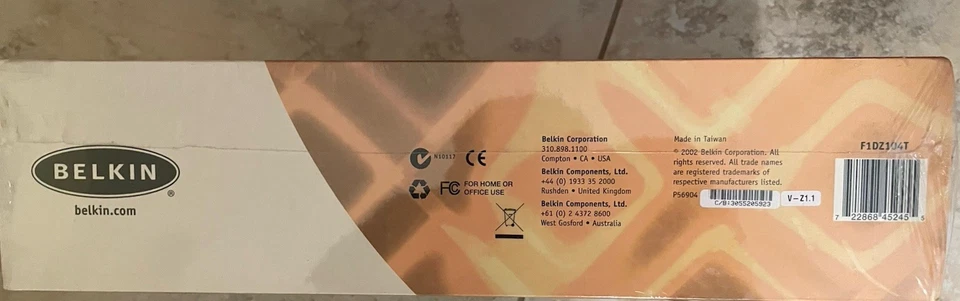 BELKIN
®
belkin.com
N10117
CE
FC FOR HOME OR
OFFICE USE
Belkin Corporation
310.898.1100
Compton • CA • USA
Belkin Components, Ltd.
+44 (0) 1933 35 2000
Rushden • United Kingdom
Belkin Components, Ltd.
+61 (0) 2 4372 8600
West Gosford • Australia
Made in Taiwan
© 2002 Belkin Corporation. All
rights reserved. All trade names
are registered trademarks of
respective manufacturers listed.
P56904
C/B:3055205923
V-Z1.1
F1DZ104T
7 22868 45245 5